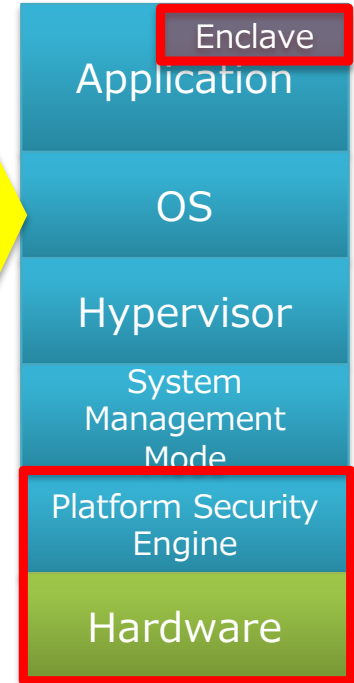 Enclave
Application
OS
Hypervisor
System
Management
Mode
Platform Security
Engine
Hardware